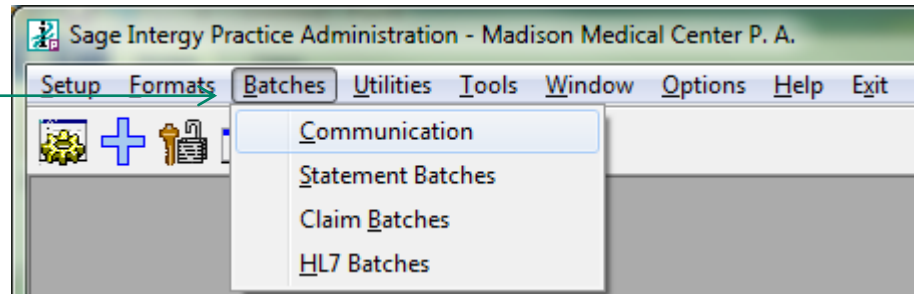 Sage Intergy Practice Administration - Madison Medical Center P. A.
Setup Formats Batches Utilities Tools Window Options Help Exit
Communication
Statement Batches
Claim Batches
HL7 Batches